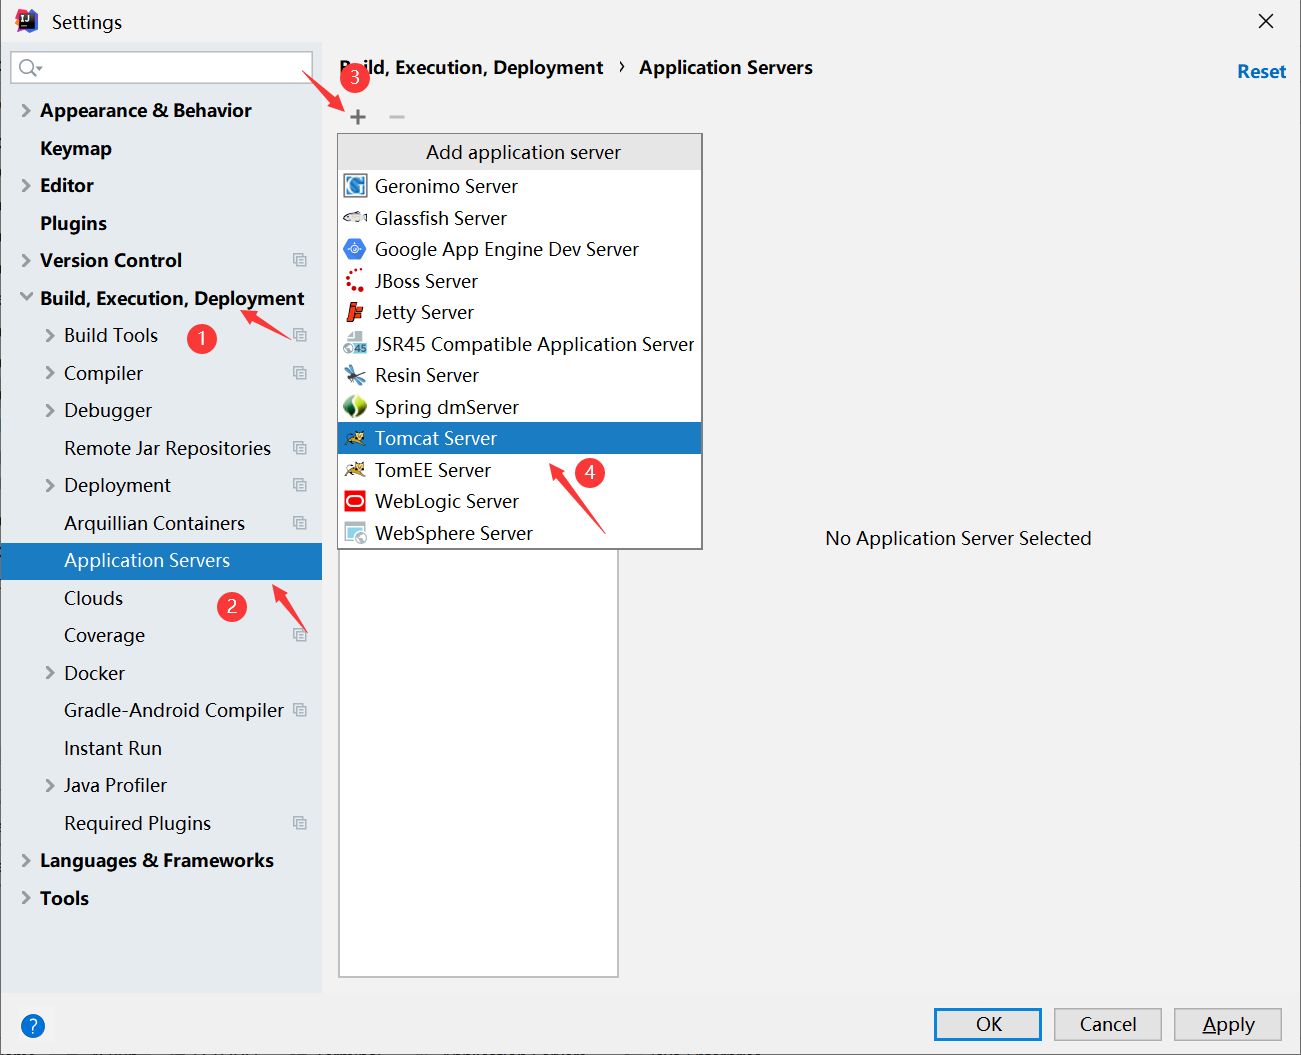 Settings
Build, Execution, Deployment › Application Servers
Reset
3
Appearance & Behavior
Keymap
Editor
Plugins
Version Control
Build, Execution, Deployment
Build Tools
1
Compiler
Debugger
Remote Jar Repositories
Deployment
Arquillian Containers
Application Servers
Clouds
2
Coverage
Docker
Gradle-Android Compiler
Instant Run
Java Profiler
Required Plugins
Languages & Frameworks
Tools
Add application server
Geronimo Server
Glassfish Server
Google App Engine Dev Server
JBoss Server
Jetty Server
45
JSR45 Compatible Application Server
Resin Server
Spring dmServer
Tomcat Server
4
TomEE Server
WebLogic Server
WebSphere Server
No Application Server Selected
?
OK
Cancel
Apply